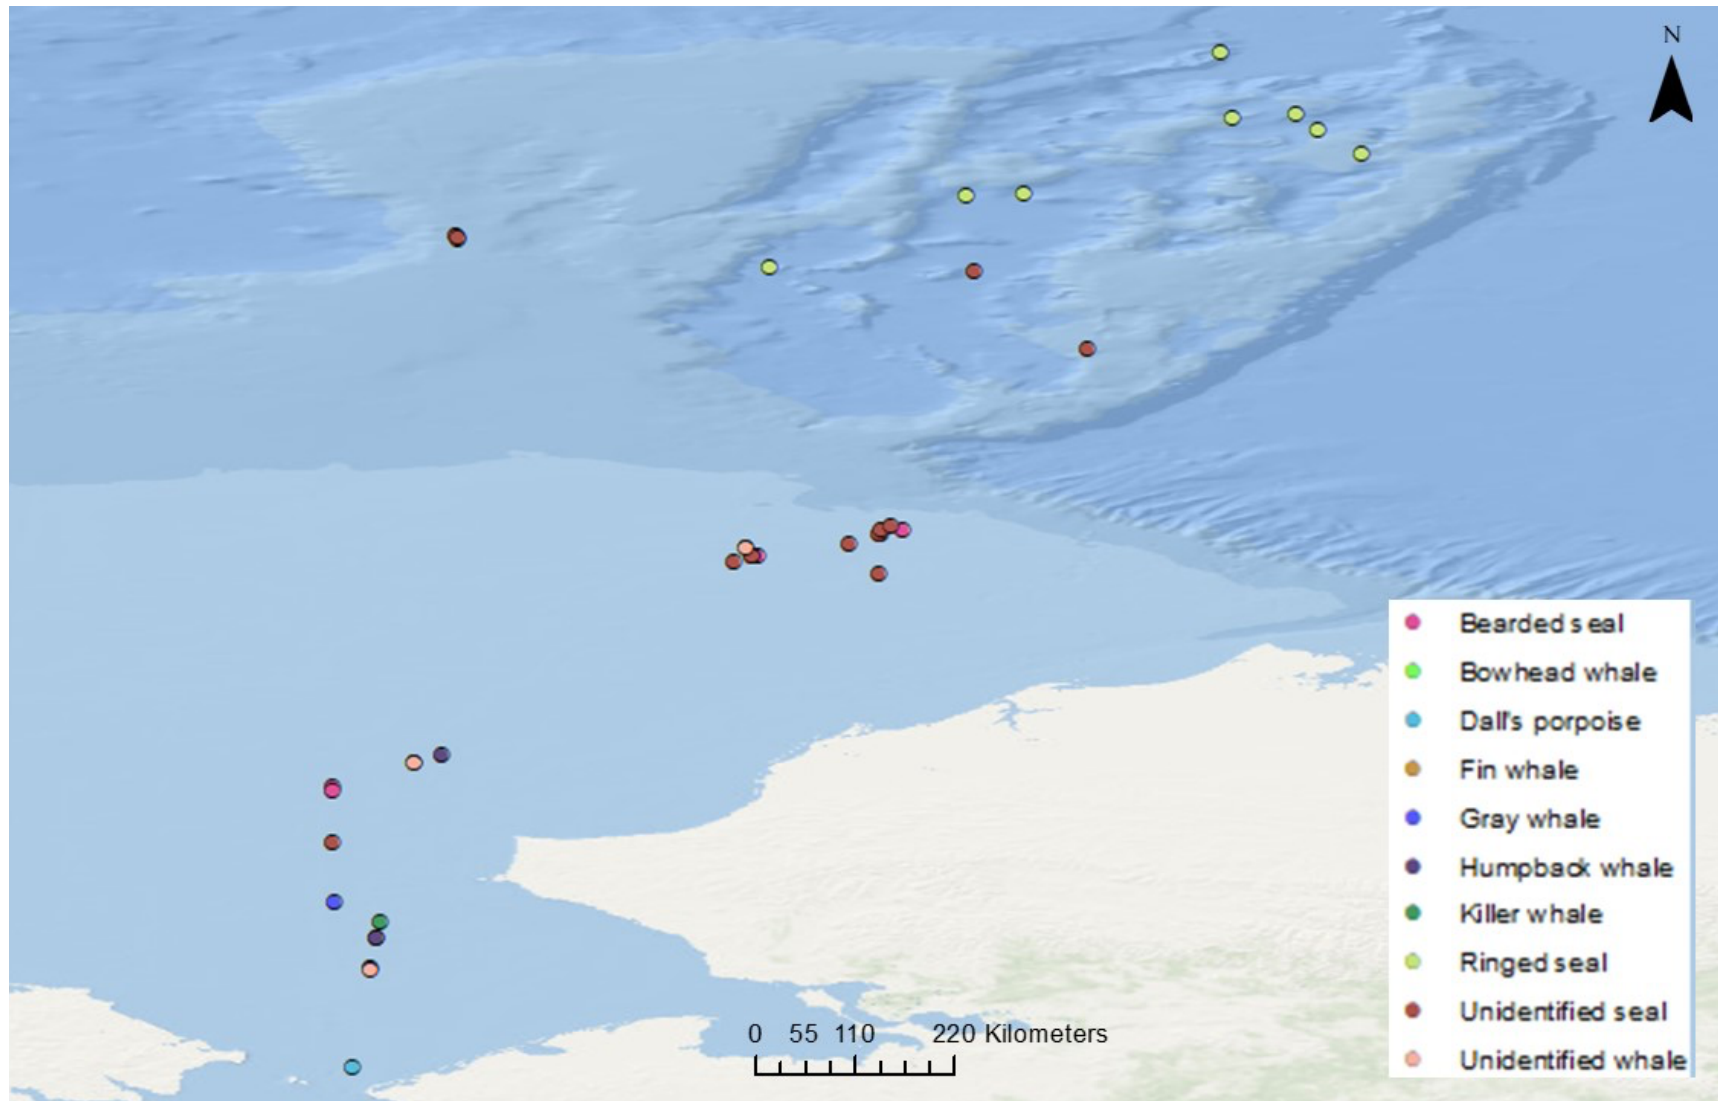 N
Bearded seal
Bowhead whale
Dall's porpoise
Fin whale
Gray whale
Humpback whale
Killer whale
Ringed seal
Unidentified seal
Unidentified whale
0 55 110 220 Kilometers